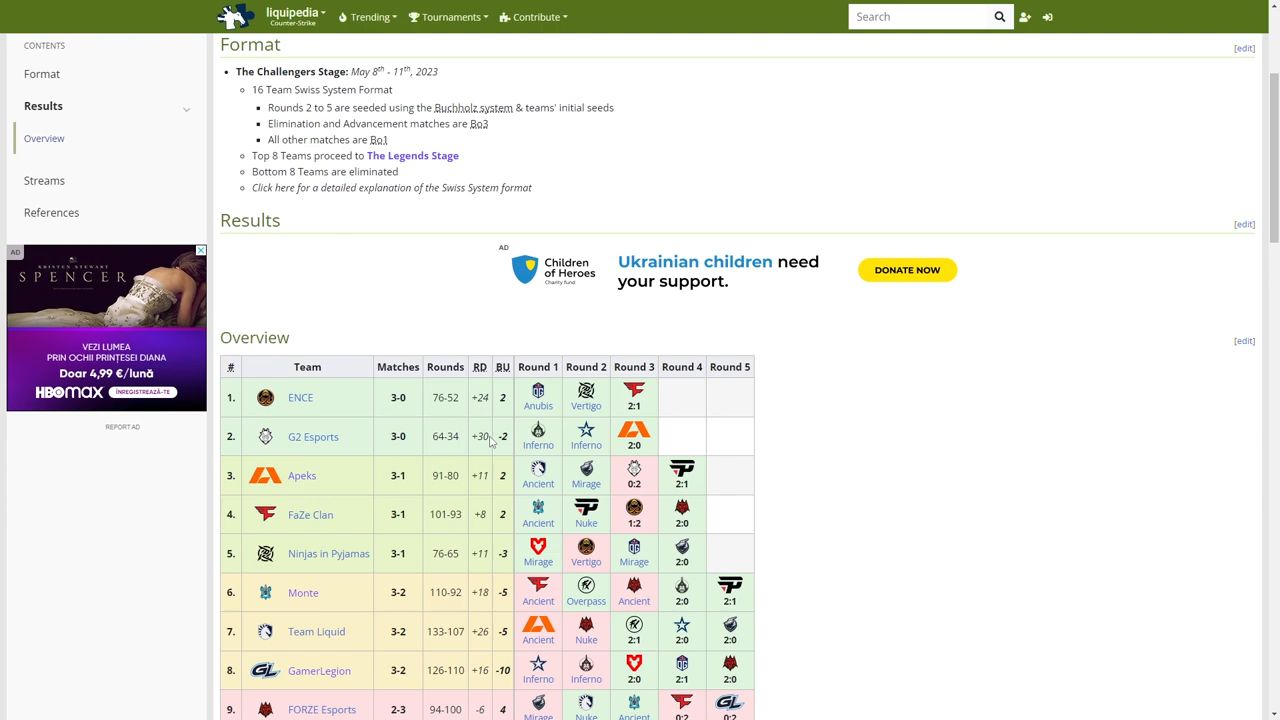 liquipedia
Counter-Strike
Trending
Tournaments
Contribute
Search
CONTENTS
Format
Results
Overview
Streams
References
AD
KRISTEN STEWART
SPENCER
VEZI LUMEA
PRIN OCHII PRINȚESEI DIANA
Doar 4,99 €/lună
HBOmax ÎNREGISTREAZĂ-TE
REPORT AD
Format [edit]
The Challengers Stage: May 8th - 11th, 2023
16 Team Swiss System Format
Rounds 2 to 5 are seeded using the Buchholz system & teams' initial seeds
Elimination and Advancement matches are Bo3
All other matches are Bo1
Top 8 Teams proceed to The Legends Stage
Bottom 8 Teams are eliminated
Click here for a detailed explanation of the Swiss System format
Results [edit]
AD
Children of Heroes
Charity fund
Ukrainian children need
your support.
DONATE NOW
Overview [edit]
# Team Matches Rounds RD BU Round 1 Round 2 Round 3 Round 4 Round 5
1. ENCE 3-0 76-52 +24 2 Anubis Vertigo 2:1
2. G2 Esports 3-0 64-34 +30 -2 Inferno Inferno 2:0
3. Apeks 3-1 91-80 +11 2 Ancient Mirage 0:2 2:1
4. FaZe Clan 3-1 101-93 +8 2 Ancient Nuke 1:2 2:0
5. Ninjas in Pyjamas 3-1 76-65 +11 -3 Mirage Vertigo Mirage 2:0
6. Monte 3-2 110-92 +18 -5 Ancient Overpass Ancient 2:0 2:1
7. Team Liquid 3-2 133-107 +26 -5 Ancient Nuke 2:1 2:0 2:0
8. GL GamerLegion 3-2 126-110 +16 -10 Inferno Inferno 2:0 2:1 2:0
9. FORZE Esports 2-3 94-100 -6 4 Mirage Nuke Ancient 0:2 GL 0:2